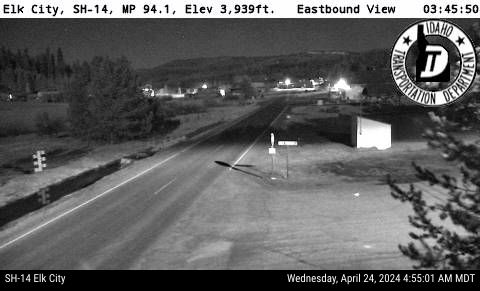 Elk City, SH-14, MP 94.1, Elev 3,939ft. Eastbound View 03:45:50
IDAHO
TRANSPORTATION DEPARTMENT
SH-14 Elk City Wednesday, April 24, 2024 4:55:01 AM MDT